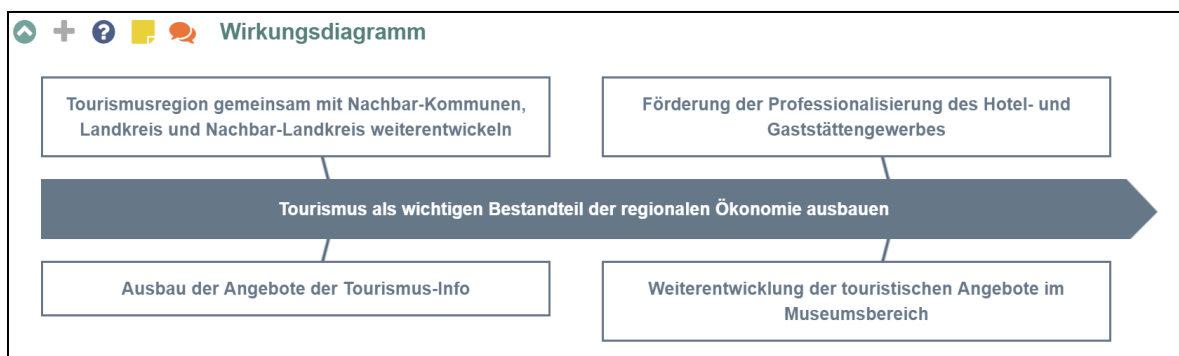 Wirkungsdiagramm
Tourismusregion gemeinsam mit Nachbar-Kommunen,
Landkreis und Nachbar-Landkreis weiterentwickeln
Förderung der Professionalisierung des Hotel- und
Gaststättengewerbes
Tourismus als wichtigen Bestandteil der regionalen Ökonomie ausbauen
Ausbau der Angebote der Tourismus-Info
Weiterentwicklung der touristischen Angebote im
Museumsbereich